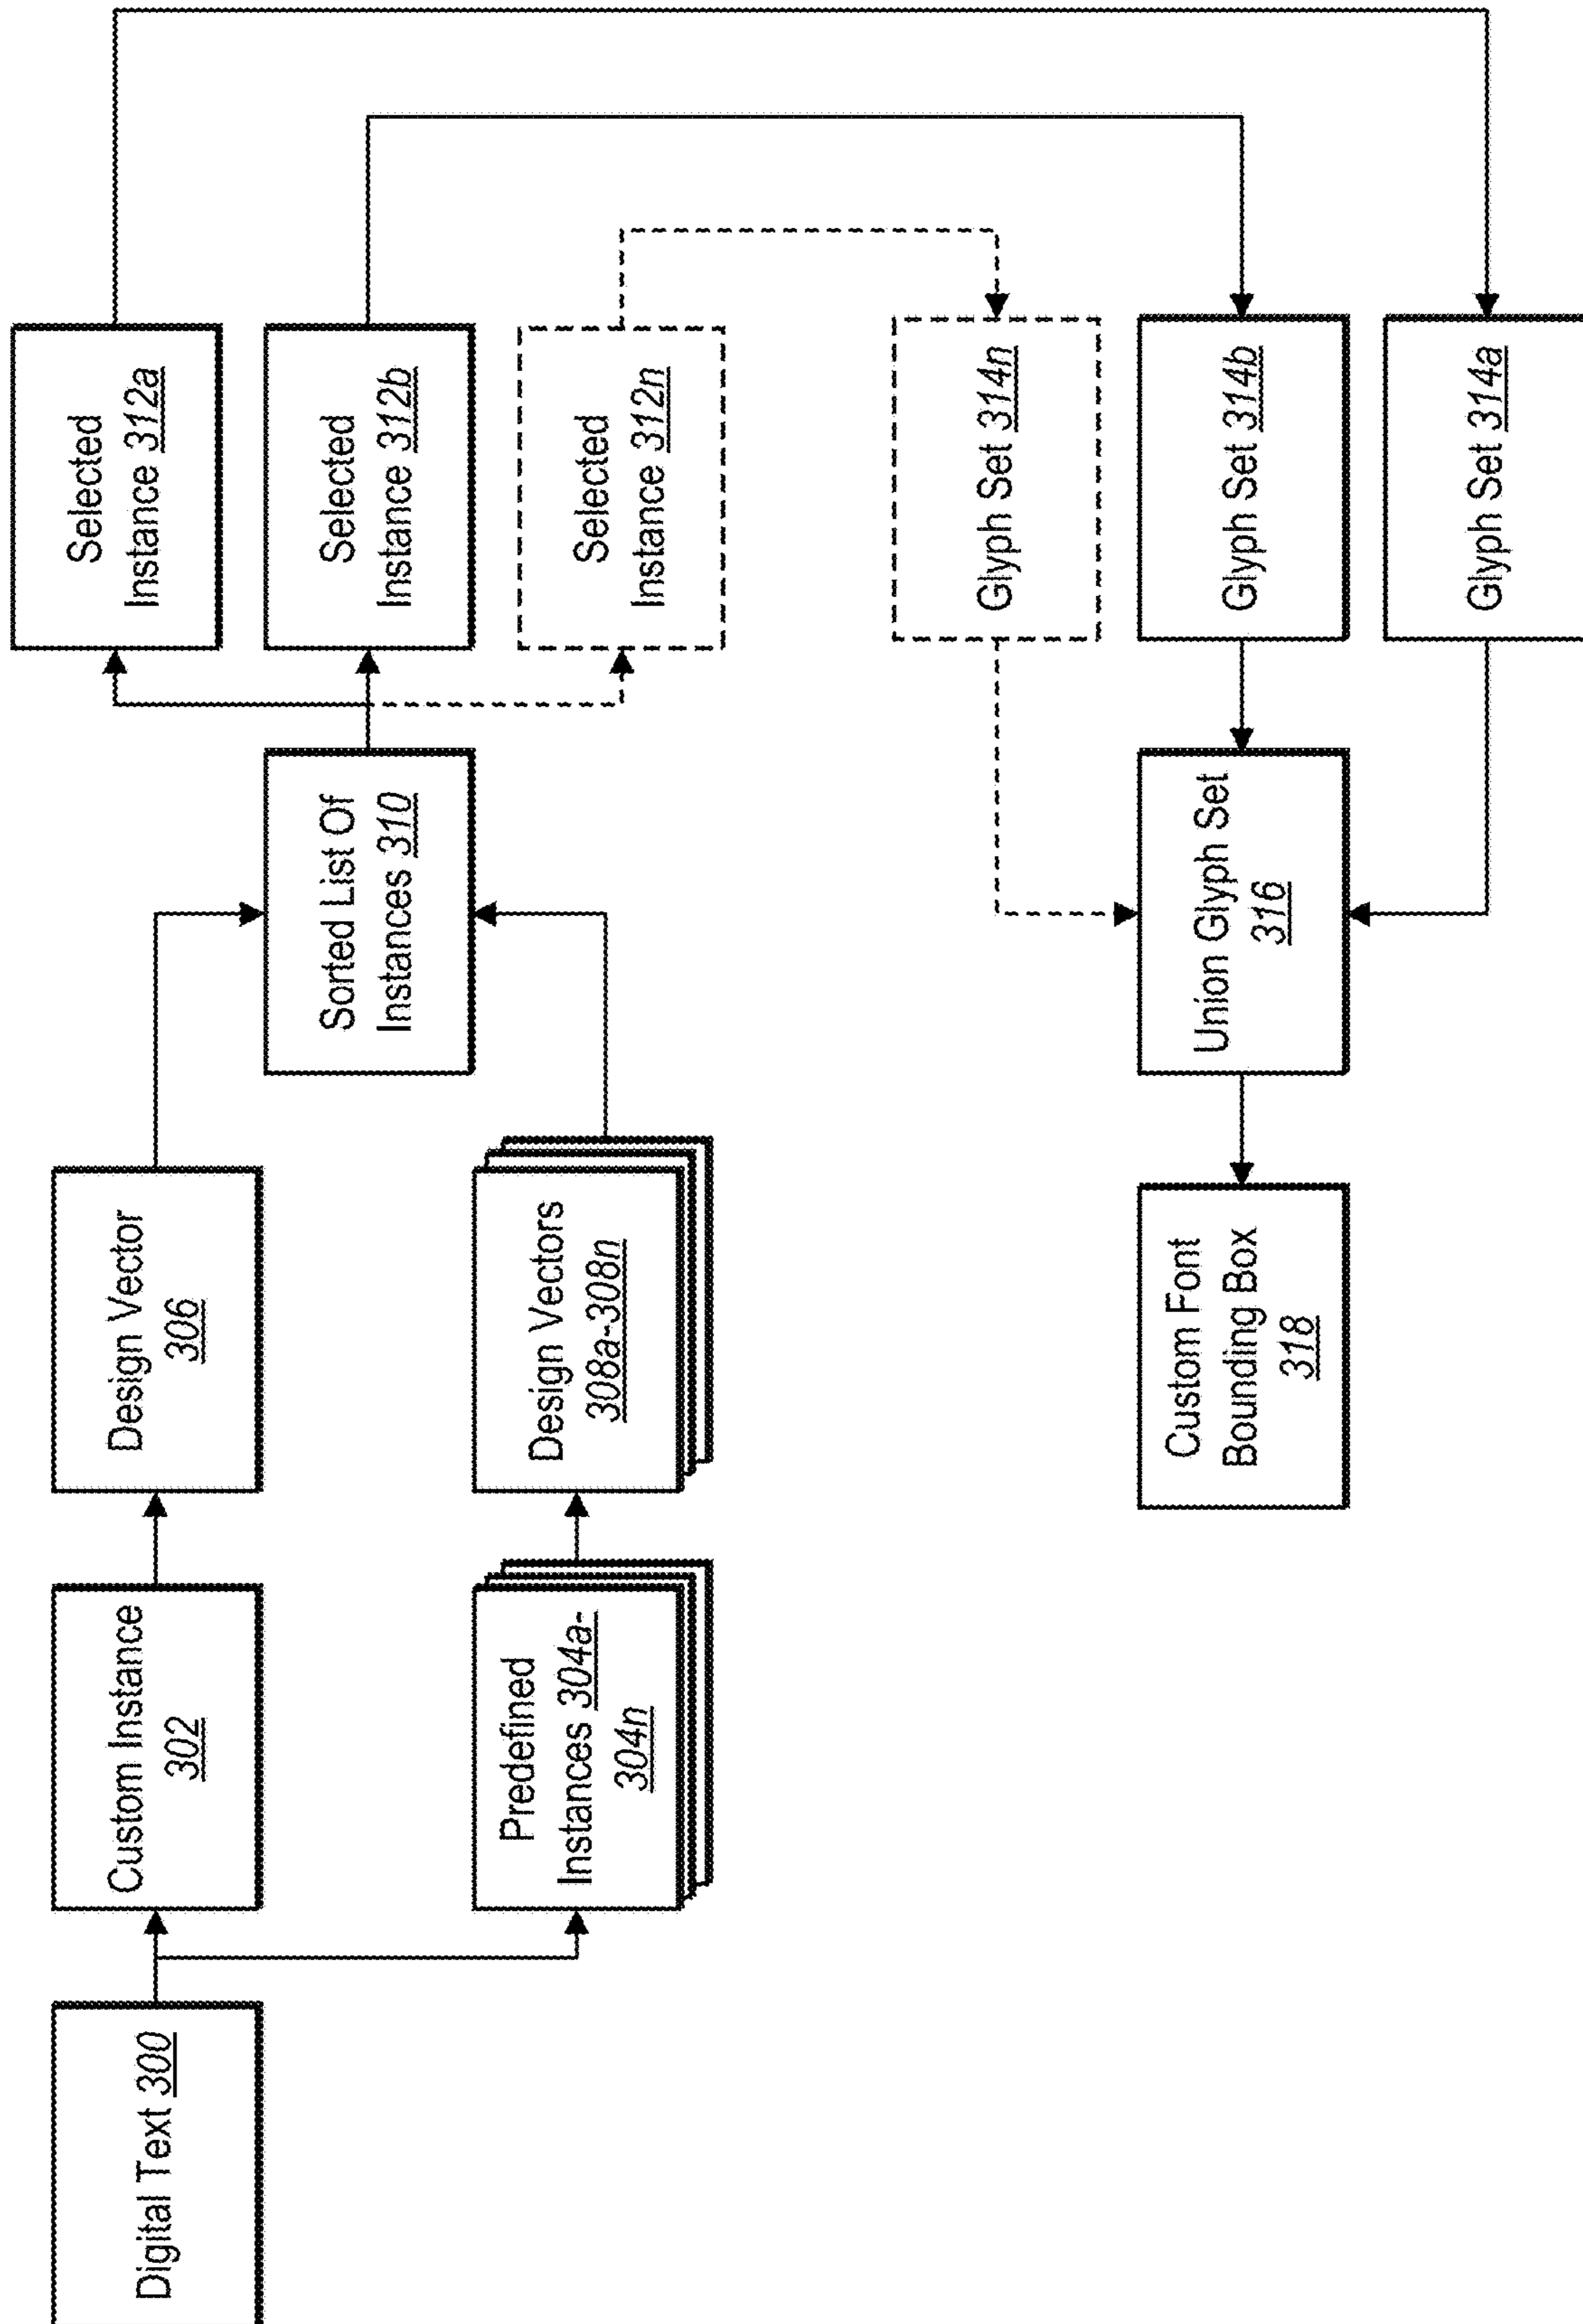 Digital Text 300
Custom Instance
302
Predefined
Instances 304a-
304n
Design Vector
306
Design Vectors
308a-308n
Sorted List Of
Instances 310
Selected
Instance 312a
Selected
Instance 312b
Selected
Instance 312n
Glyph Set 314n
Glyph Set 314b
Glyph Set 314a
Union Glyph Set
316
Custom Font
Bounding Box
318